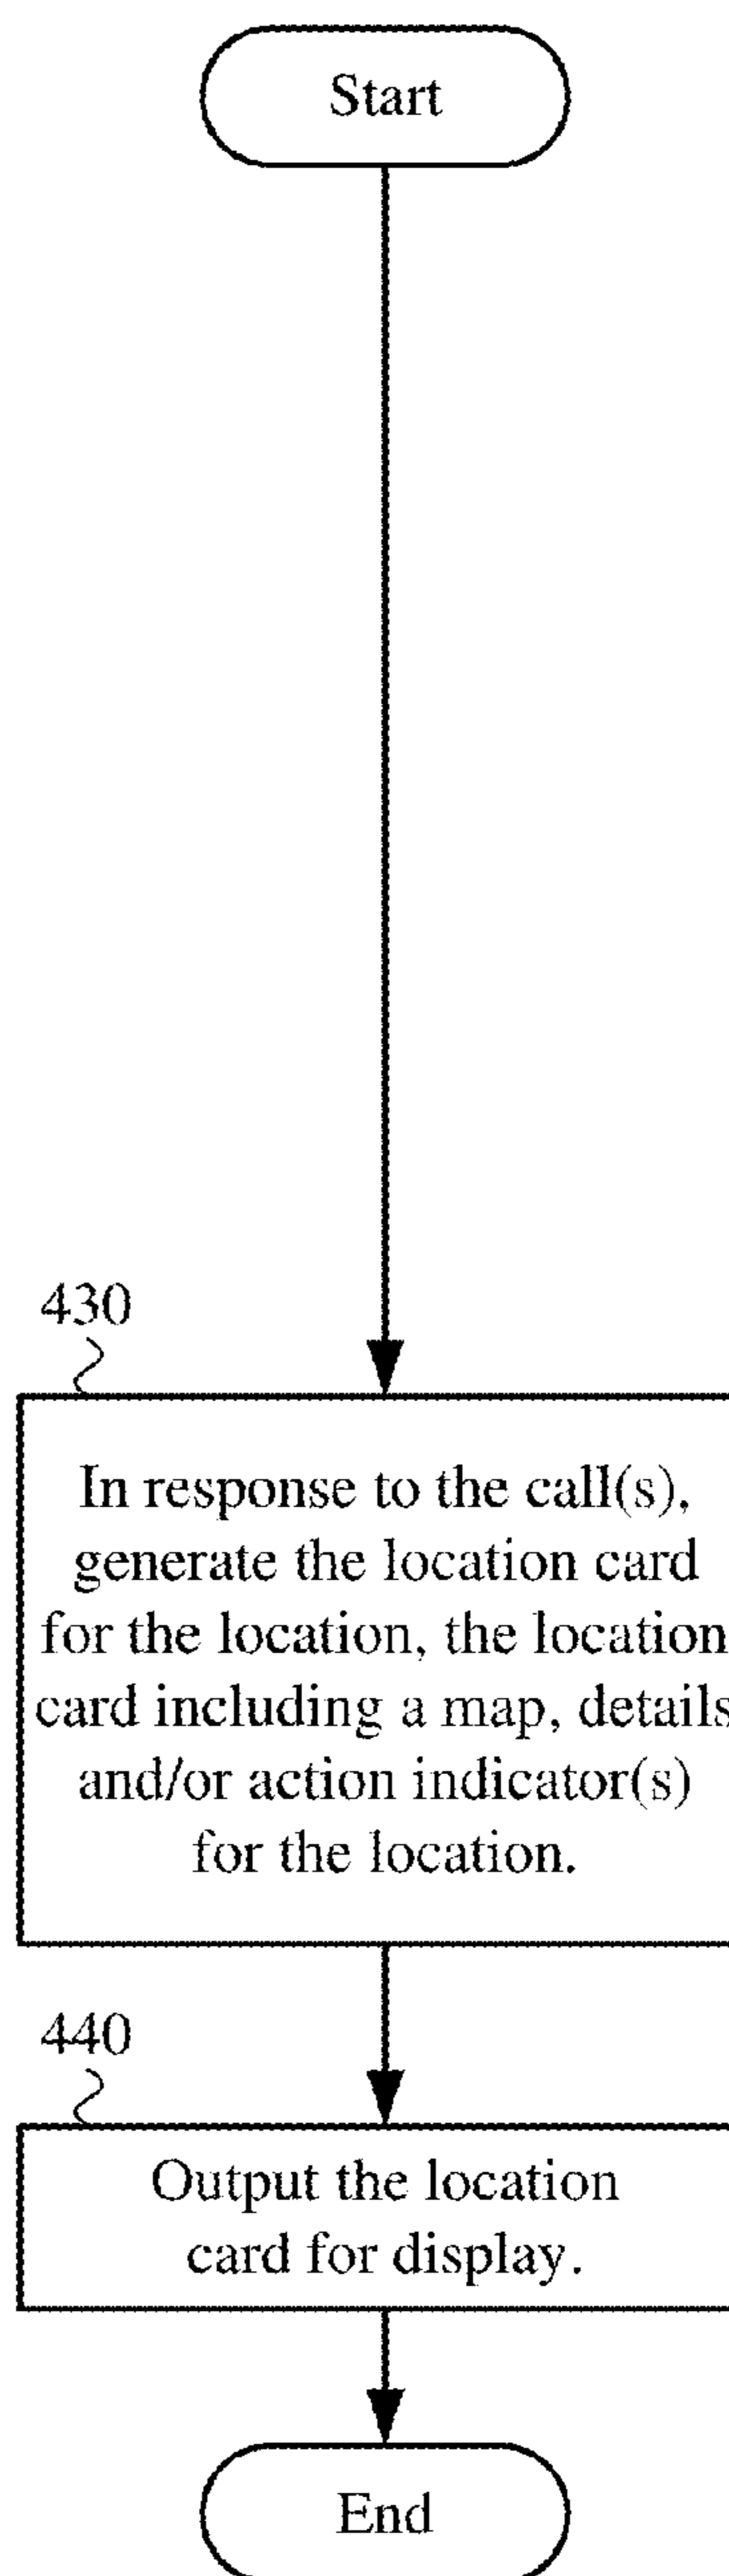 Start
430
In response to the call(s),
generate the location card
for the location, the location
card including a map, details
and/or action indicator(s)
for the location.
440
Output the location
card for display.
End